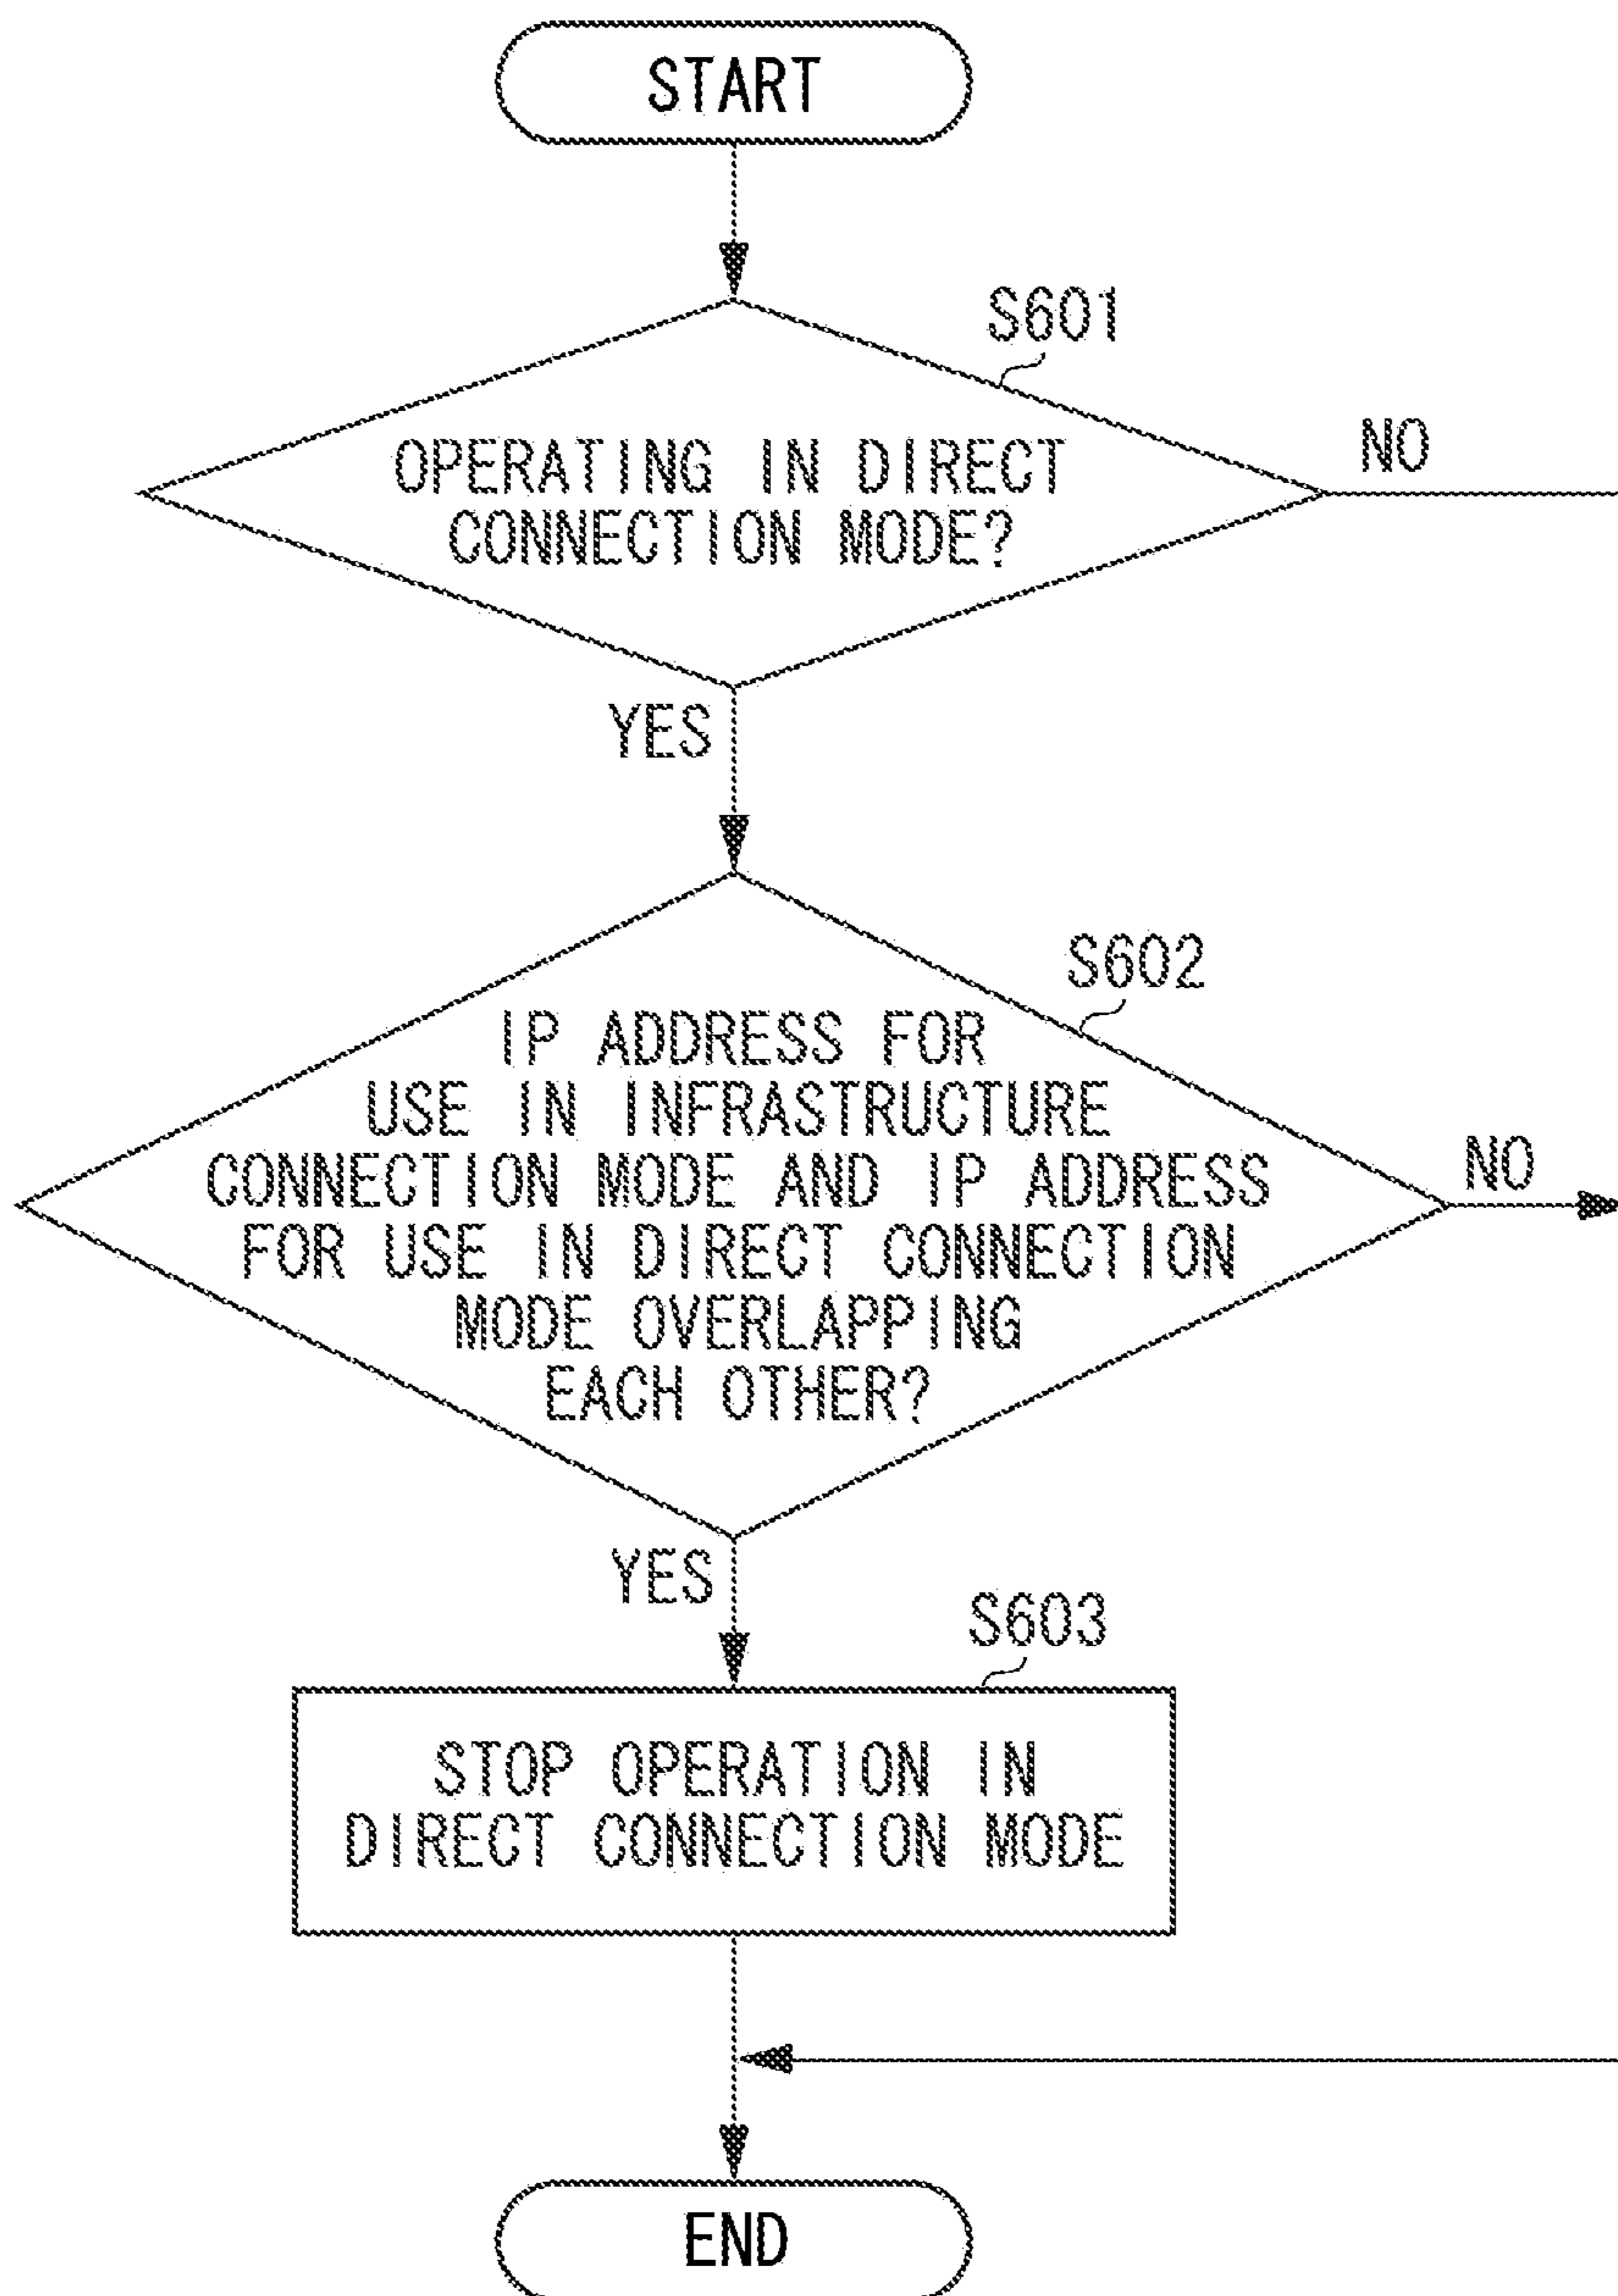 START
S601
OPERATING IN DIRECT
CONNECTION MODE?
NO
YES
S602
IP ADDRESS FOR
USE IN INFRASTRUCTURE
CONNECTION MODE AND IP ADDRESS
FOR USE IN DIRECT CONNECTION
MODE OVERLAPPING
EACH OTHER?
NO
YES
S603
STOP OPERATION IN
DIRECT CONNECTION MODE
END